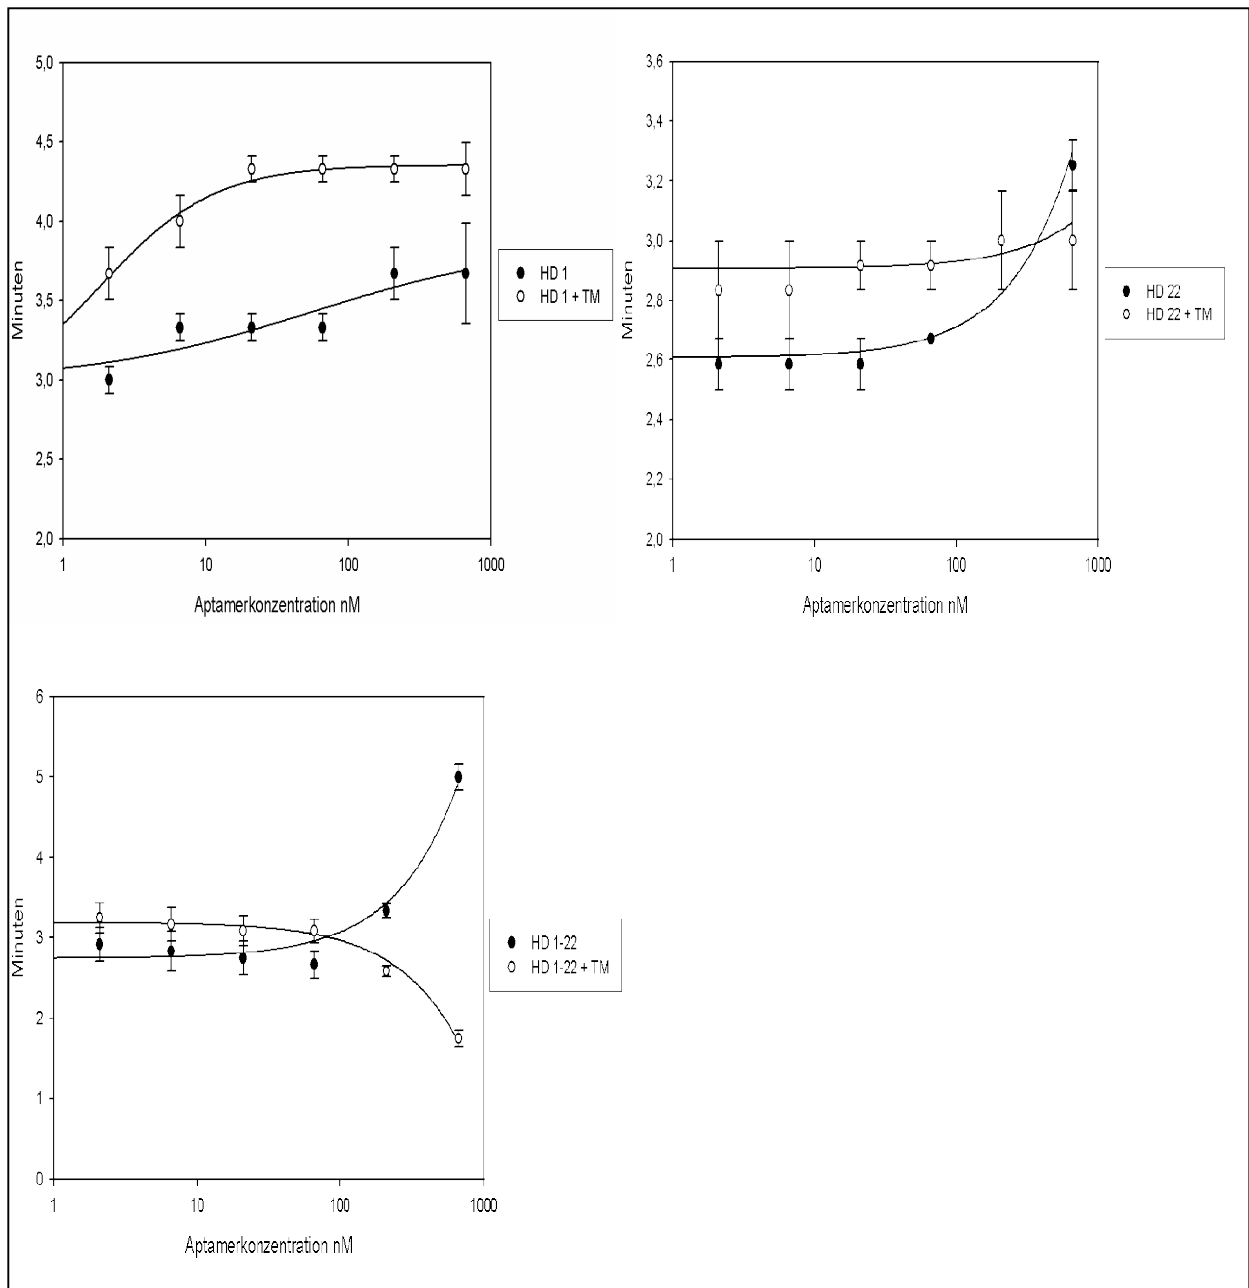 5,0
4,5
4,0
3,5
3,0
2,5
2,0
Minuten
1 10 100 1000
Aptamerkonzentration nM
HD 1
HD 1 + TM
3,6
3,4
3,2
3,0
2,8
2,6
2,4
2,2
2,0
Minuten
1 10 100 1000
Aptamerkonzentration nM
HD 22
HD 22 + TM
6
5
4
3
2
1
0
Minuten
1 10 100 1000
Aptamerkonzentration nM
HD 1-22
HD 1-22 + TM